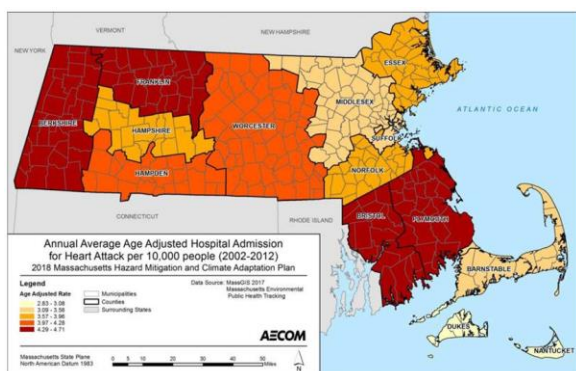 VERMONT
NEW HAMPSHIRE
NEW YORK
ESSEX
FRANKLIN
MIDDLESEX
ATLANTIC OCEAN
BERKSHIRE
HAMPSHIRE
WORCESTER
SUFFOLK
HAMPDEN
NORFOLK
CONNECTICUT
RHODE ISLAND
BRISTOL
PLYMOUTH
BARNSTABLE
DUKES
NANTUCKET
Annual Average Age Adjusted Hospital Admission
for Heart Attack per 10,000 people (2002-2012)
2018 Massachusetts Hazard Mitigation and Climate Adaptation Plan
Legend
Age Adjusted Rate
2.83 - 3.08
3.09 - 3.56
3.57 - 3.96
3.97 - 4.28
4.29 - 4.71
Municipalities
Counties
Surrounding States
Data Source: MassGIS 2017
Massachusetts Environmental
Public Health Tracking
AECOM
Massachusetts State Plane
North American Datum 1983
0 5 10 20 30 40 50
Miles
N